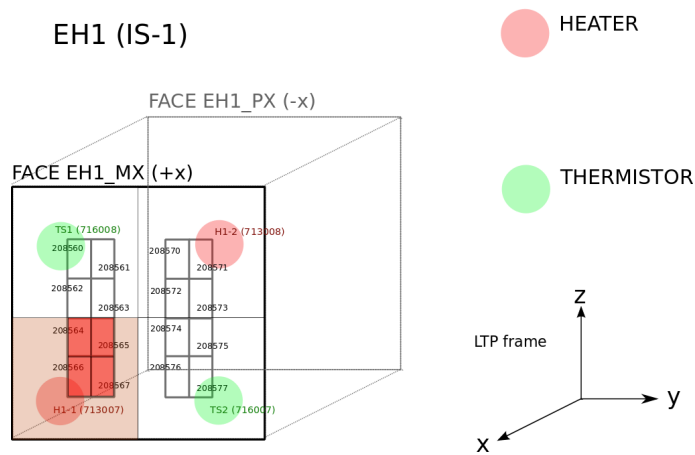 EH1 (IS-1)
HEATER
FACE EH1_PX (-x)
FACE EH1_MX (+x)
THERMISTOR
TS1 (716008)
H1-2 (713008)
208560
208570
208561
208571
208562
208572
208563
208573
208564
208574
208565
208575
208566
208576
208567
208577
H1-1 (713007)
TS2 (716007)
LTP frame
z
y
x